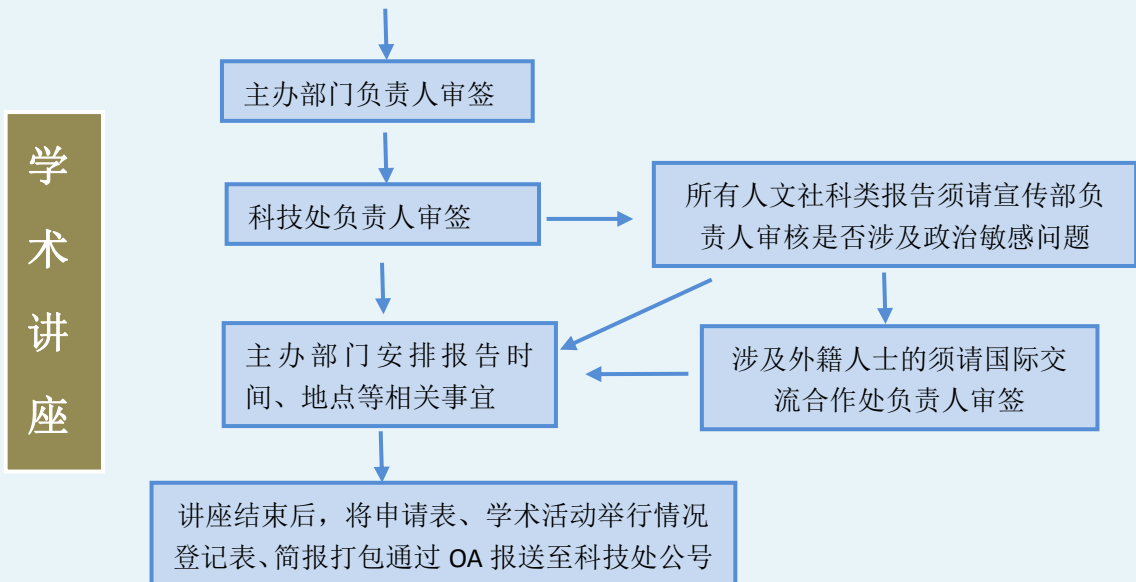 学
术
讲
座
主办部门负责人审签
科技处负责人审签
所有人文社科类报告须请宣传部负
责人审核是否涉及政治敏感问题
主办部门安排报告时
间、地点等相关事宜
涉及外籍人士的须请国际交
流合作处负责人审签
讲座结束后，将申请表、学术活动举行情况
登记表、简报打包通过 OA 报送至科技处公号